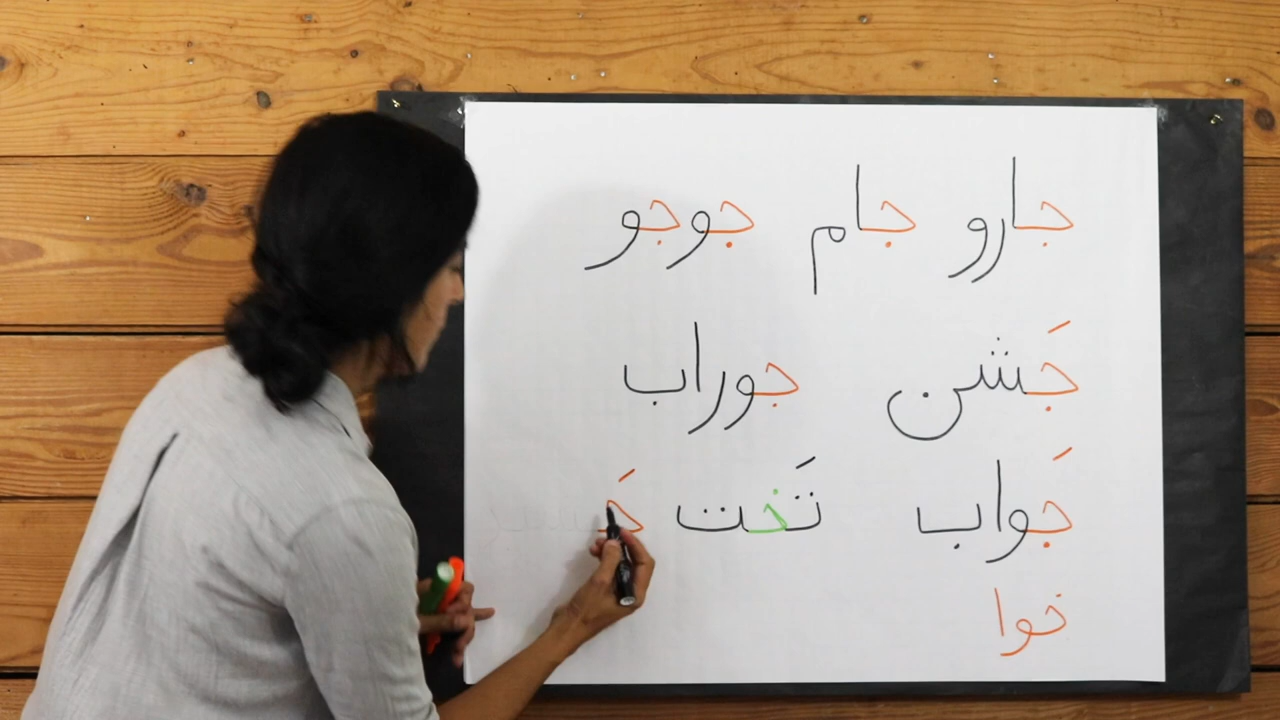 جارو جام جوجو
جَشن جوراب
جَواب تَخت
خوا